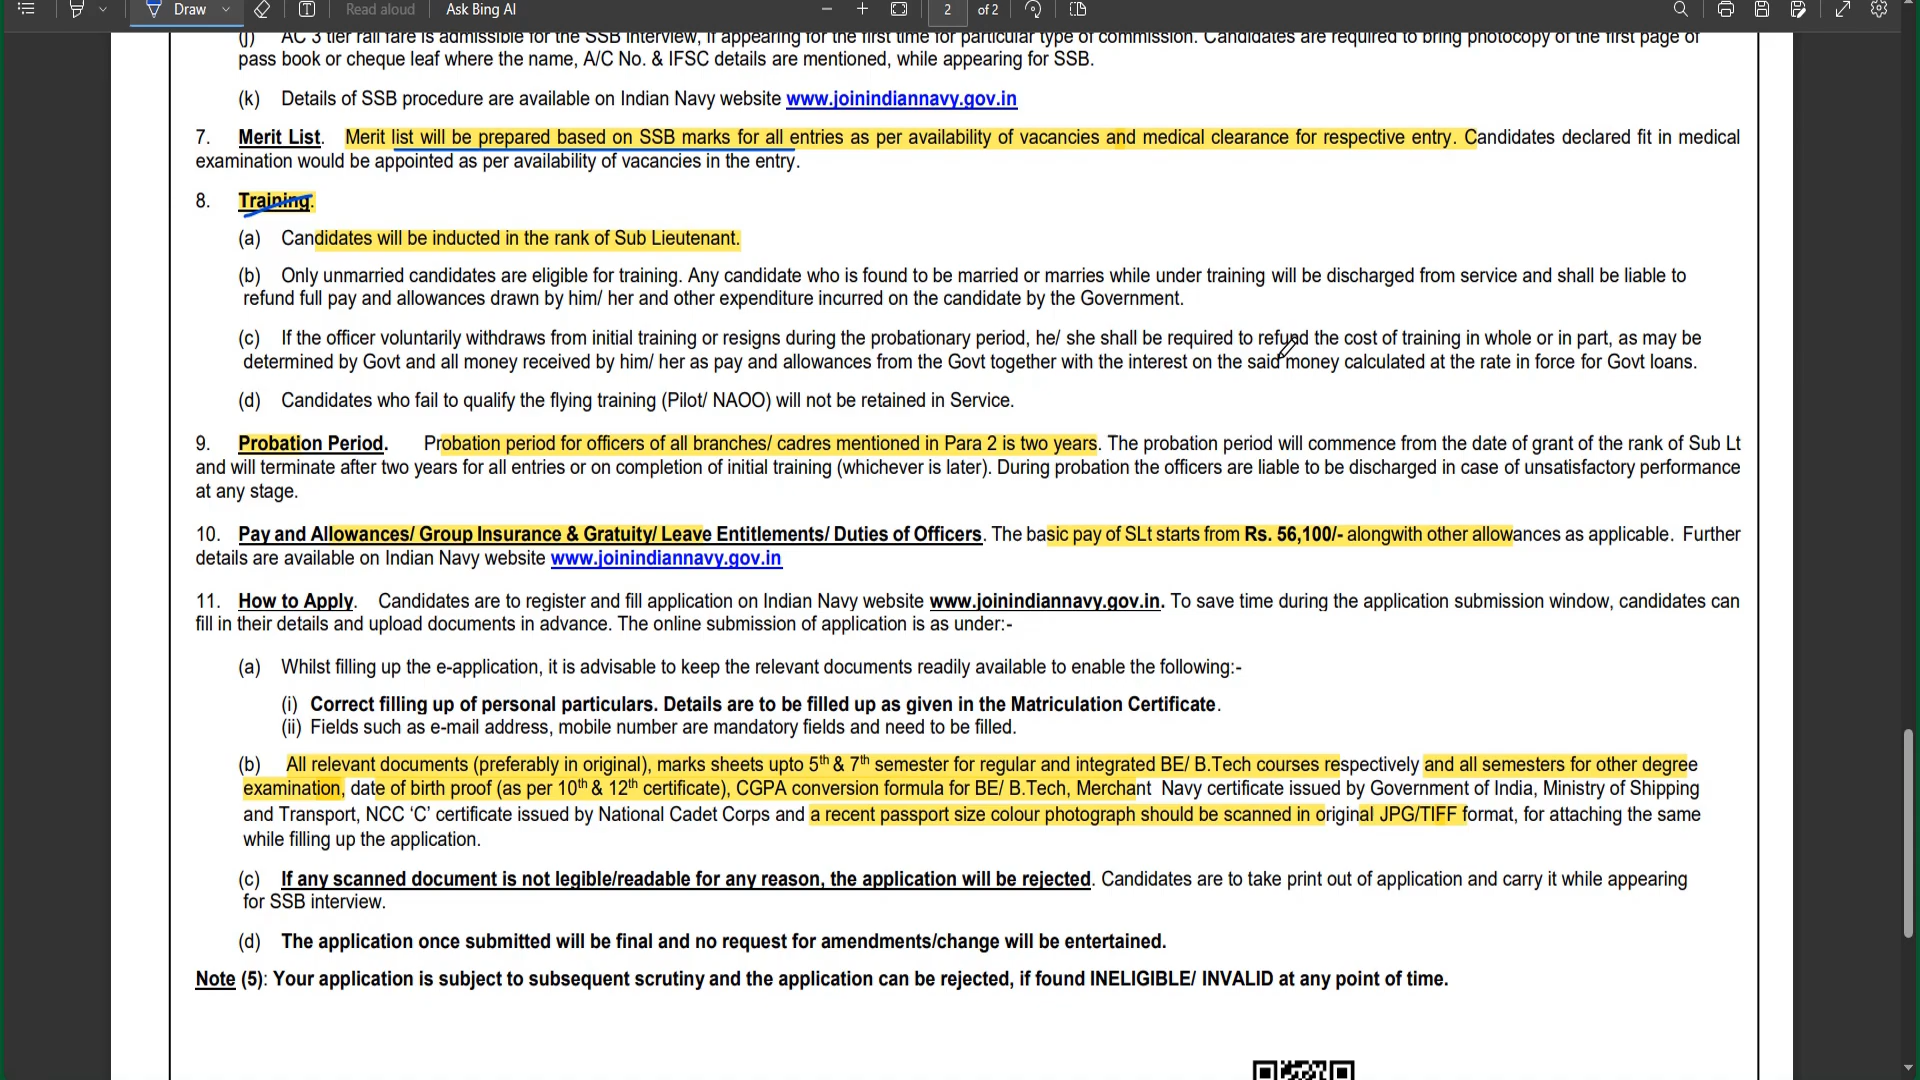 Draw
Read aloud
Ask Bing AI
2
of 2
(j) AC 3 tier rail fare is admissible for the SSB interview, if appearing for the first time for particular type of commission. Candidates are required to bring photocopy of the first page of
pass book or cheque leaf where the name, A/C No. & IFSC details are mentioned, while appearing for SSB.
(k) Details of SSB procedure are available on Indian Navy website www.joinindiannavy.gov.in
7. Merit List. Merit list will be prepared based on SSB marks for all entries as per availability of vacancies and medical clearance for respective entry. Candidates declared fit in medical
examination would be appointed as per availability of vacancies in the entry.
8. Training.
(a) Candidates will be inducted in the rank of Sub Lieutenant.
(b) Only unmarried candidates are eligible for training. Any candidate who is found to be married or marries while under training will be discharged from service and shall be liable to
refund full pay and allowances drawn by him/ her and other expenditure incurred on the candidate by the Government.
(c) If the officer voluntarily withdraws from initial training or resigns during the probationary period, he/ she shall be required to refund the cost of training in whole or in part, as may be
determined by Govt and all money received by him/ her as pay and allowances from the Govt together with the interest on the said money calculated at the rate in force for Govt loans.
(d) Candidates who fail to qualify the flying training (Pilot/ NAOO) will not be retained in Service.
9. Probation Period. Probation period for officers of all branches/ cadres mentioned in Para 2 is two years. The probation period will commence from the date of grant of the rank of Sub Lt
and will terminate after two years for all entries or on completion of initial training (whichever is later). During probation the officers are liable to be discharged in case of unsatisfactory performance
at any stage.
10. Pay and Allowances/ Group Insurance & Gratuity/ Leave Entitlements/ Duties of Officers. The basic pay of SLt starts from Rs. 56,100/- alongwith other allowances as applicable. Further
details are available on Indian Navy website www.joinindiannavy.gov.in
11. How to Apply. Candidates are to register and fill application on Indian Navy website www.joinindiannavy.gov.in. To save time during the application submission window, candidates can
fill in their details and upload documents in advance. The online submission of application is as under:-
(a) Whilst filling up the e-application, it is advisable to keep the relevant documents readily available to enable the following:-
(i) Correct filling up of personal particulars. Details are to be filled up as given in the Matriculation Certificate.
(ii) Fields such as e-mail address, mobile number are mandatory fields and need to be filled.
(b) All relevant documents (preferably in original), marks sheets upto 5th & 7th semester for regular and integrated BE/ B.Tech courses respectively and all semesters for other degree
examination, date of birth proof (as per 10th & 12th certificate), CGPA conversion formula for BE/ B.Tech, Merchant Navy certificate issued by Government of India, Ministry of Shipping
and Transport, NCC ‘C’ certificate issued by National Cadet Corps and a recent passport size colour photograph should be scanned in original JPG/TIFF format, for attaching the same
while filling up the application.
(c) If any scanned document is not legible/readable for any reason, the application will be rejected. Candidates are to take print out of application and carry it while appearing
for SSB interview.
(d) The application once submitted will be final and no request for amendments/change will be entertained.
Note (5): Your application is subject to subsequent scrutiny and the application can be rejected, if found INELIGIBLE/ INVALID at any point of time.